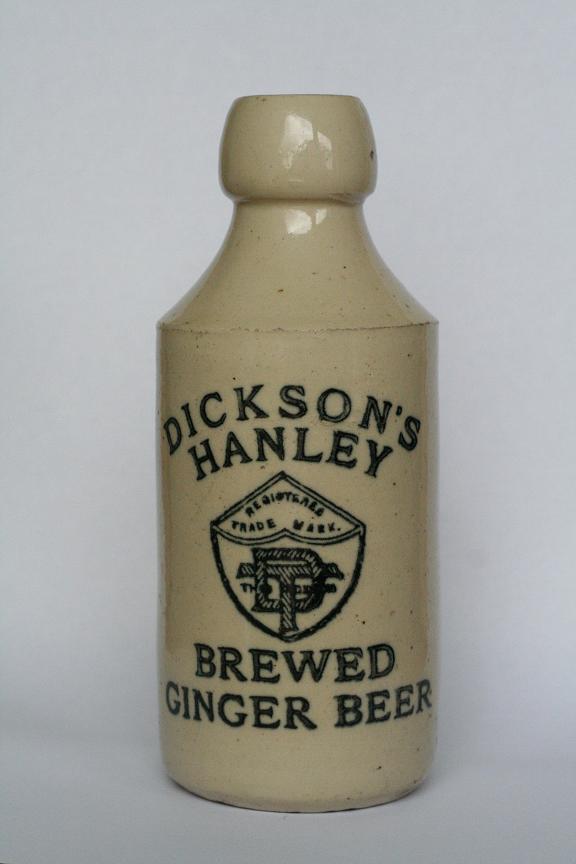 DICKSON'S
HANLEY
REGISTERED
TRADE MARK.
BREWED
GINGER BEER